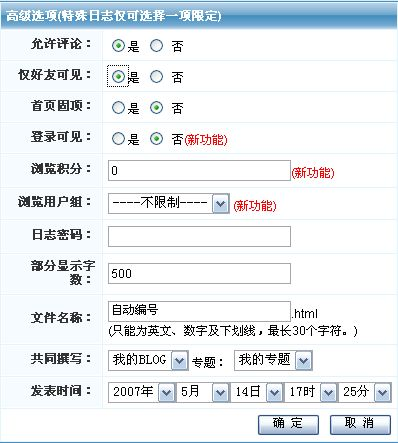 高级选项(特殊日志仅可选择一项限定)
允许评论： 是 否
仅好友可见： 是 否
首页固顶： 是 否
登录可见： 是 否(新功能)
浏览积分： 0 (新功能)
浏览用户组： ----不限制---- (新功能)
日志密码：
部分显示字
数： 500
文件名称： 自动编号 .html
(只能为英文、数字及下划线，最长30个字符。)
共同撰写： 我的BLOG 专题： 我的专题
发表时间： 2007年 5月 14日 17时 25分
确 定 取 消